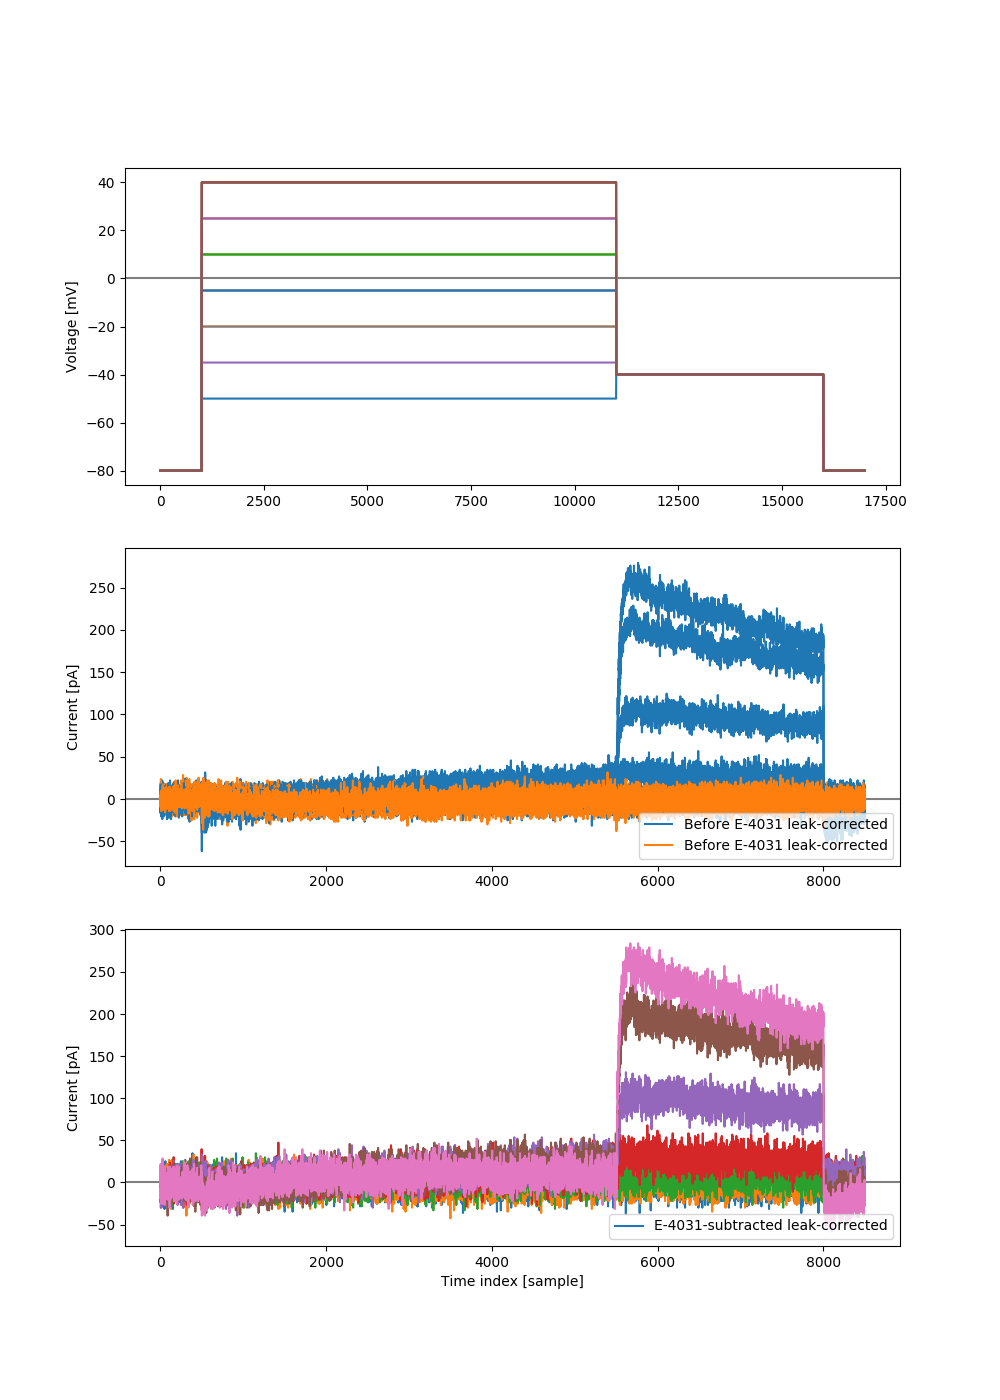 40
20
0
−20
−40
−60
−80
Voltage [mV]
0 2500 5000 7500 10000 12500 15000 17500
250
200
150
100
50
0
−50
Current [pA]
Before E-4031 leak-corrected
Before E-4031 leak-corrected
0 2000 4000 6000 8000
300
250
200
150
100
50
0
−50
Current [pA]
E-4031-subtracted leak-corrected
0 2000 4000 6000 8000
Time index [sample]